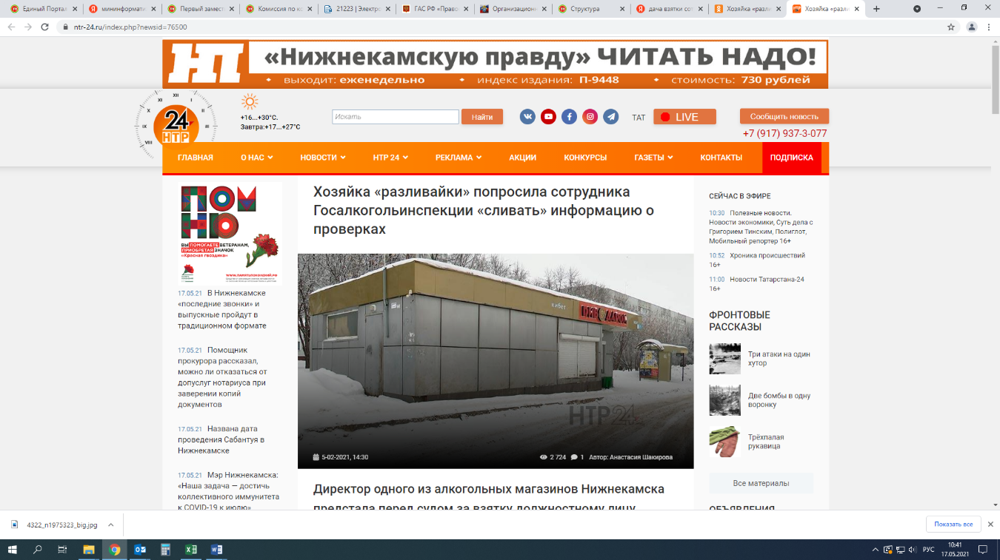 Единый Портал
мининформати
Первый замест
Комиссия по ко
21223 | Электро
ГАС РФ «Право
Организацион
Структура
дача взятки со
Хозяйка «разли
Хозяйка «разли
ntr-24.ru/index.php?newsid=76500
НП «Нижнекамскую правду» ЧИТАТЬ НАДО!
выходит: еженедельно • индекс издания: П-9448 • стоимость: 730 рублей
XI XII I
X II
IX III
VIII
24
НТР
+16...+30°C.
Завтра:+17...+27°C
Искать
Найти
ТАТ
LIVE
Сообщить новость
+7 (917) 937-3-077
ГЛАВНАЯ О НАС НОВОСТИ НТР 24 РЕКЛАМА АКЦИИ КОНКУРСЫ ГАЗЕТЫ КОНТАКТЫ ПОДПИСКА
ПОМ
НЮ
ВЫ ПОМОГАЕТЕ ВЕТЕРАНАМ,
ПРИОБРЕТАЯ ЗНАЧОК
«Красная гвоздика»
17.05.21 В Нижнекамске
«последние звонки» и
выпускные пройдут в
традиционном формате
17.05.21 Помощник
прокурора рассказал,
можно ли отказаться от
допуслуг нотариуса при
заверении копий
документов
17.05.21 Названа дата
проведения Сабантуя в
Нижнекамске
17.05.21 Мэр Нижнекамска:
«Наша задача — достичь
коллективного иммунитета
к COVID-19 к июлю»
Хозяйка «разливайки» попросила сотрудника
Госалкогольинспекции «сливать» информацию о
проверках
кибет
НТР 24
5-02-2021, 14:30
2 724 1 Автор: Анастасия Шакирова
Директор одного из алкогольных магазинов Нижнекамска
предстала перед судом за взятку должностному лицу
СЕЙЧАС В ЭФИРЕ
10:30 Полезные новости.
Новости экономики, Суть дела с
Григорием Тинским, Полиглот,
Мобильный репортер 16+
10:52 Хроника происшествий
16+
11:00 Новости Татарстана-24
16+
ФРОНТОВЫЕ
РАССКАЗЫ
Три атаки на один
хутор
Две бомбы в одну
воронку
Трёхпалая
рукавица
Все материалы
ОБЪЯВЛЕНИЯ
4322_n1975323_big.jpg
Показать все
РУС
10:41
17.05.2021